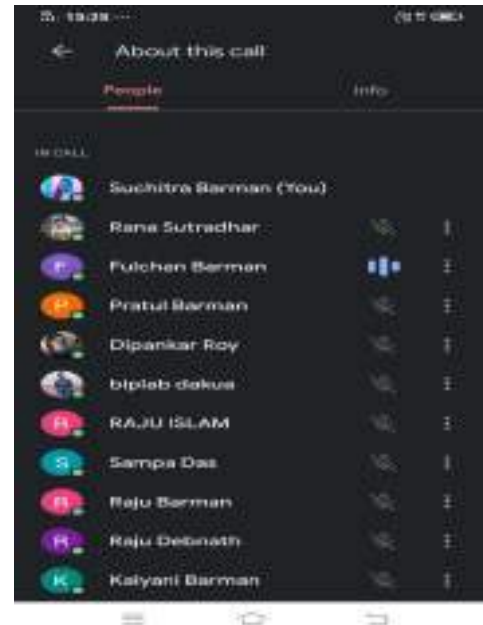 About this call
People Info
IN CALL
Suchitra Barman (You)
Rana Sutradhar
F Fulchan Barman
P Pratul Barman
Dipankar Roy
biplab dakua
R RAJU ISLAM
S Sampa Das
R Raju Barman
R Raju Debnath
K Kalyani Barman